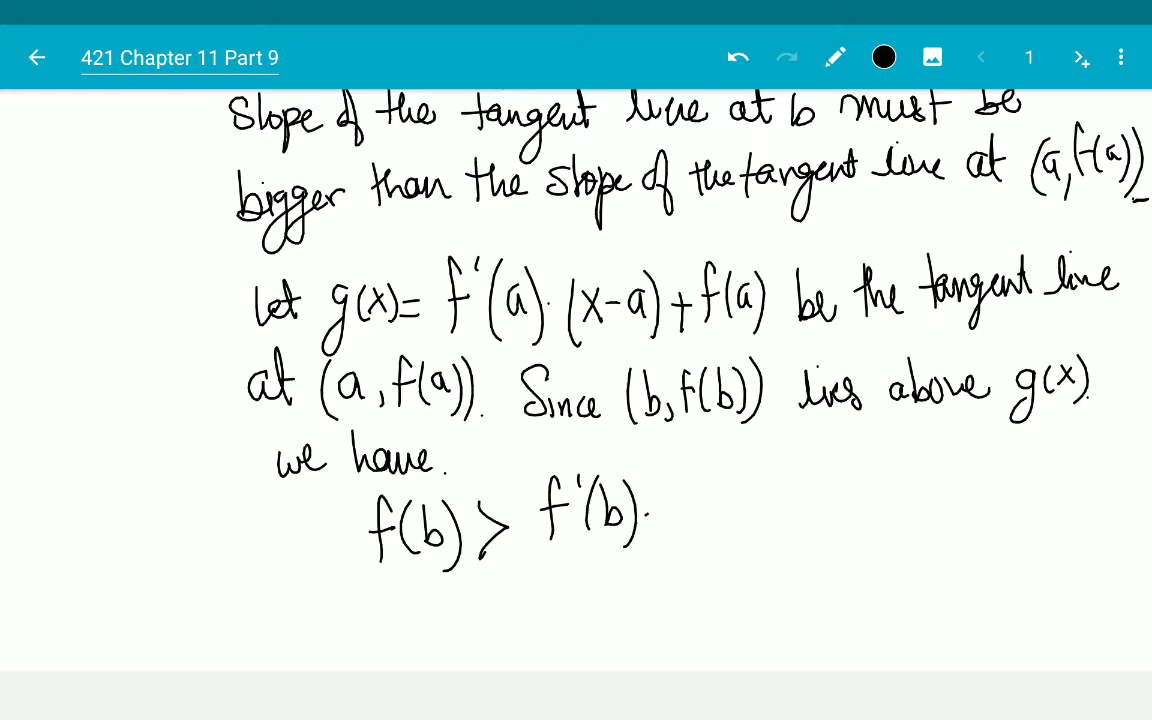 421 Chapter 11 Part 9
1
Slope of the tangent line at b must be
bigger than the slope of the tangent line at (a, f(a)).
let g(x)= f'(a)·(x-a)+f(a) be the tangent line
at (a, f(a)). Since (b, f(b)) lies above g(x).
we have.
f(b) > f'(b).